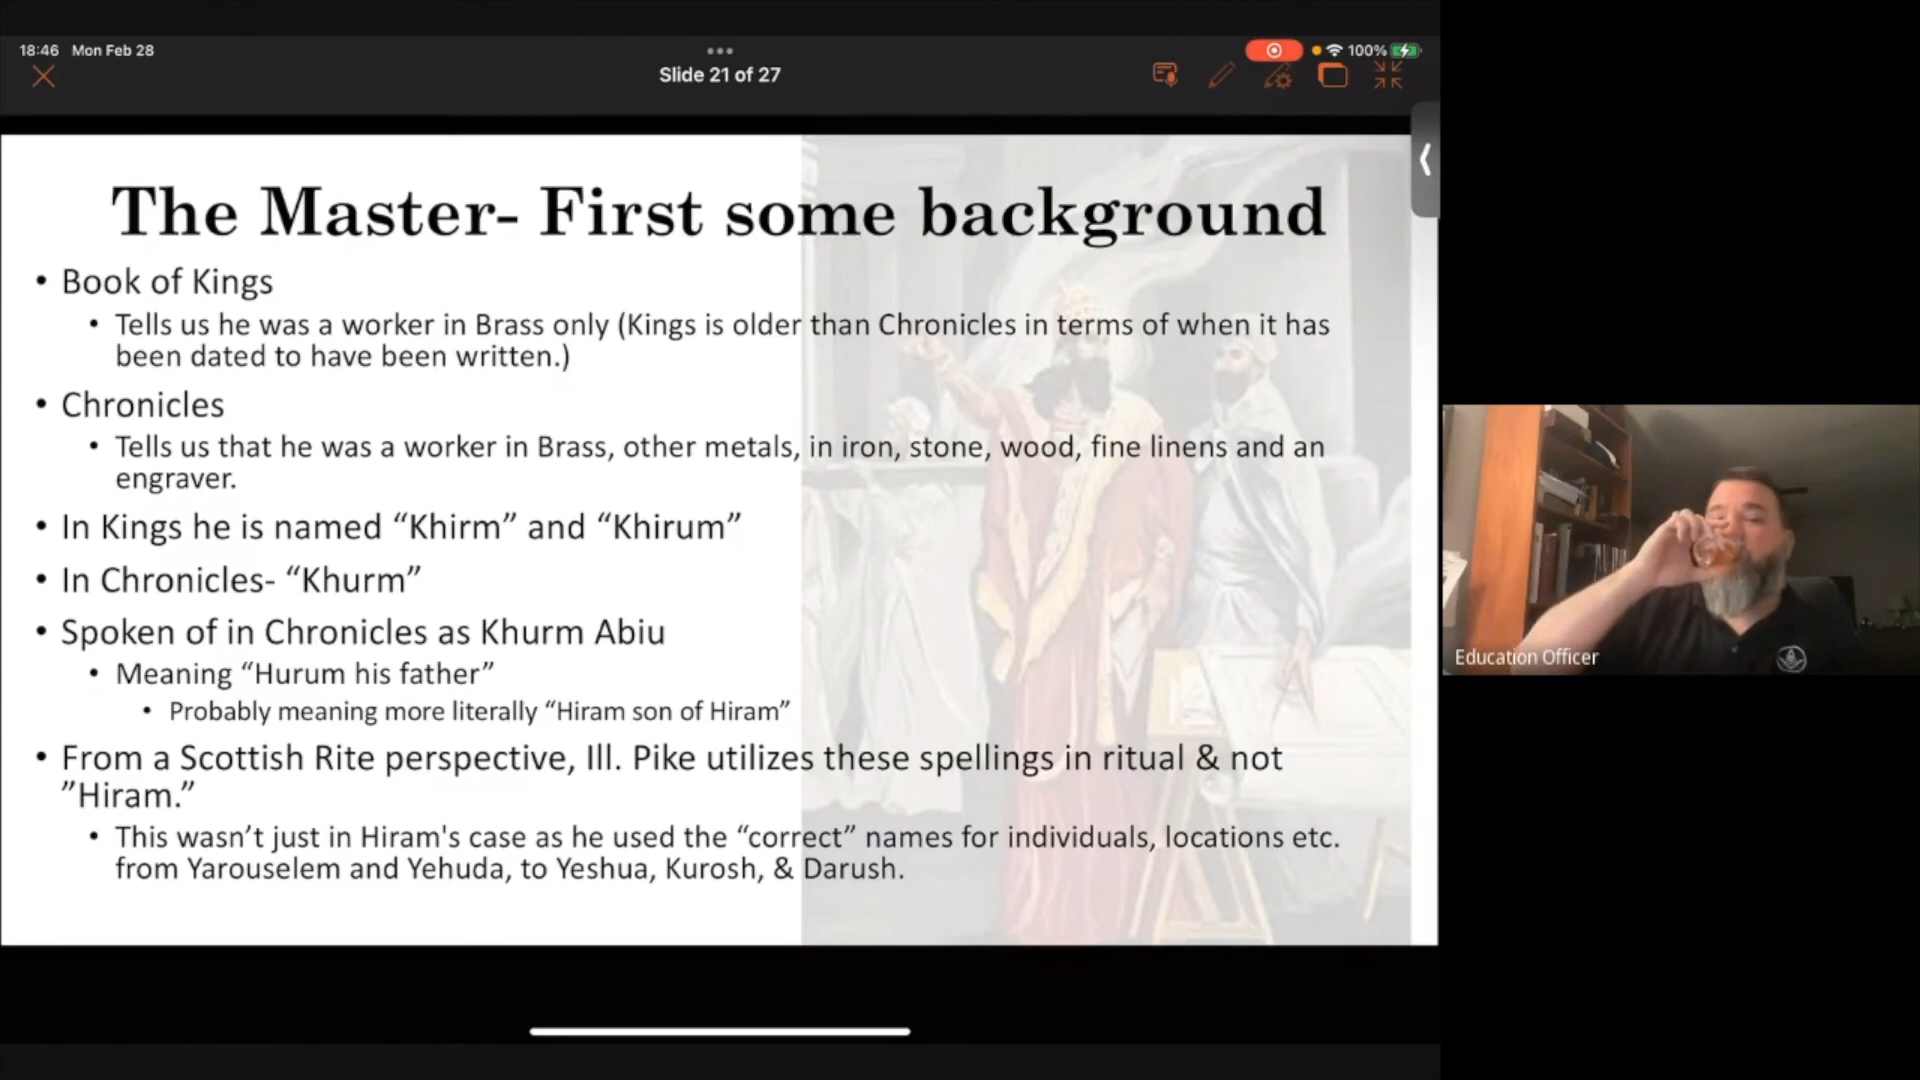 18:46 Mon Feb 28
100%
Slide 21 of 27
The Master- First some background
• Book of Kings
• Tells us he was a worker in Brass only (Kings is older than Chronicles in terms of when it has
been dated to have been written.)
• Chronicles
• Tells us that he was a worker in Brass, other metals, in iron, stone, wood, fine linens and an
engraver.
• In Kings he is named “Khirm” and “Khirum”
• In Chronicles- “Khurm”
• Spoken of in Chronicles as Khurm Abiu
• Meaning “Hurum his father”
• Probably meaning more literally “Hiram son of Hiram”
• From a Scottish Rite perspective, Ill. Pike utilizes these spellings in ritual & not
”Hiram.”
• This wasn’t just in Hiram's case as he used the “correct” names for individuals, locations etc.
from Yarouselem and Yehuda, to Yeshua, Kurosh, & Darush.
Education Officer